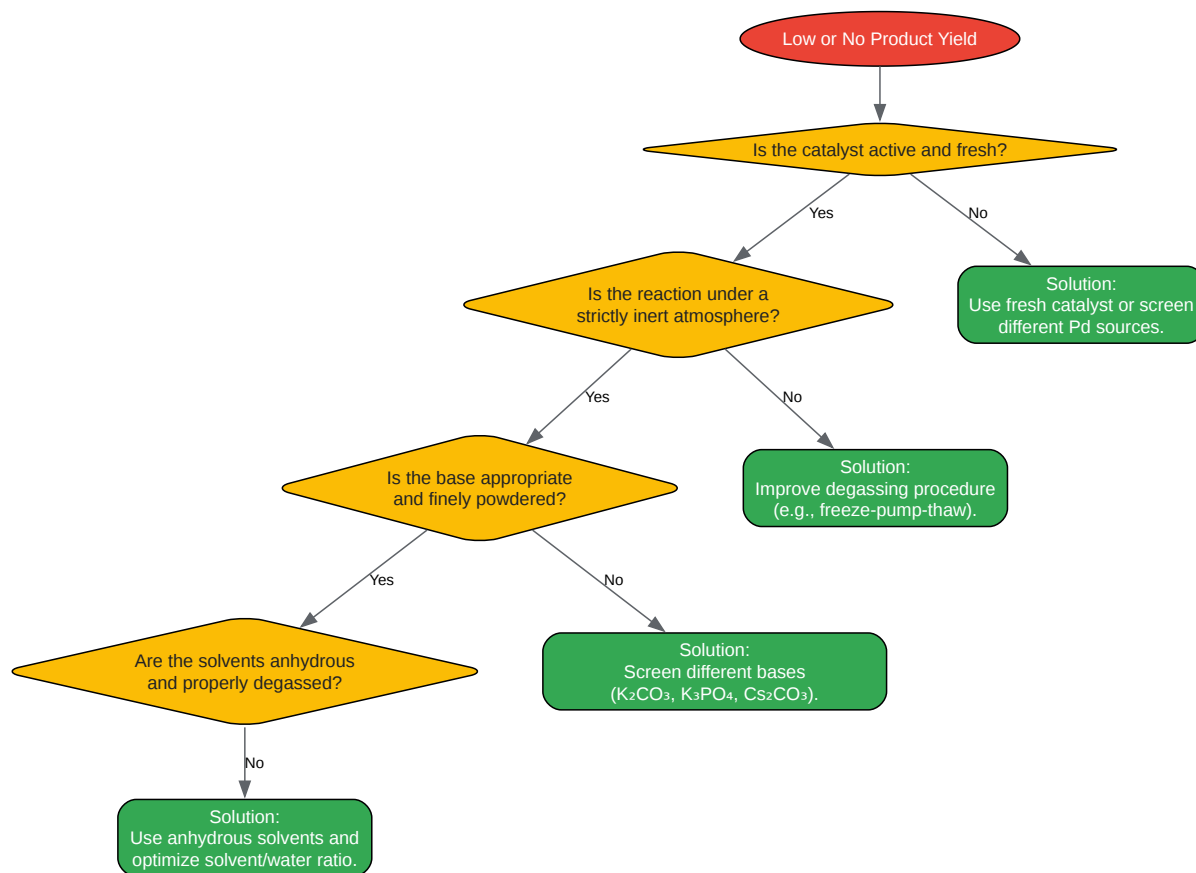 Low or No Product Yield
Is the catalyst active and fresh?
Yes
No
Is the reaction under a
strictly inert atmosphere?
Solution:
Use fresh catalyst or screen
different Pd sources.
Yes
No
Is the base appropriate
and finely powdered?
Solution:
Improve degassing procedure
(e.g., freeze-pump-thaw).
Yes
No
Are the solvents anhydrous
and properly degassed?
Solution:
Screen different bases
(K₂CO₃, K₃PO₄, Cs₂CO₃).
No
Solution:
Use anhydrous solvents and
optimize solvent/water ratio.